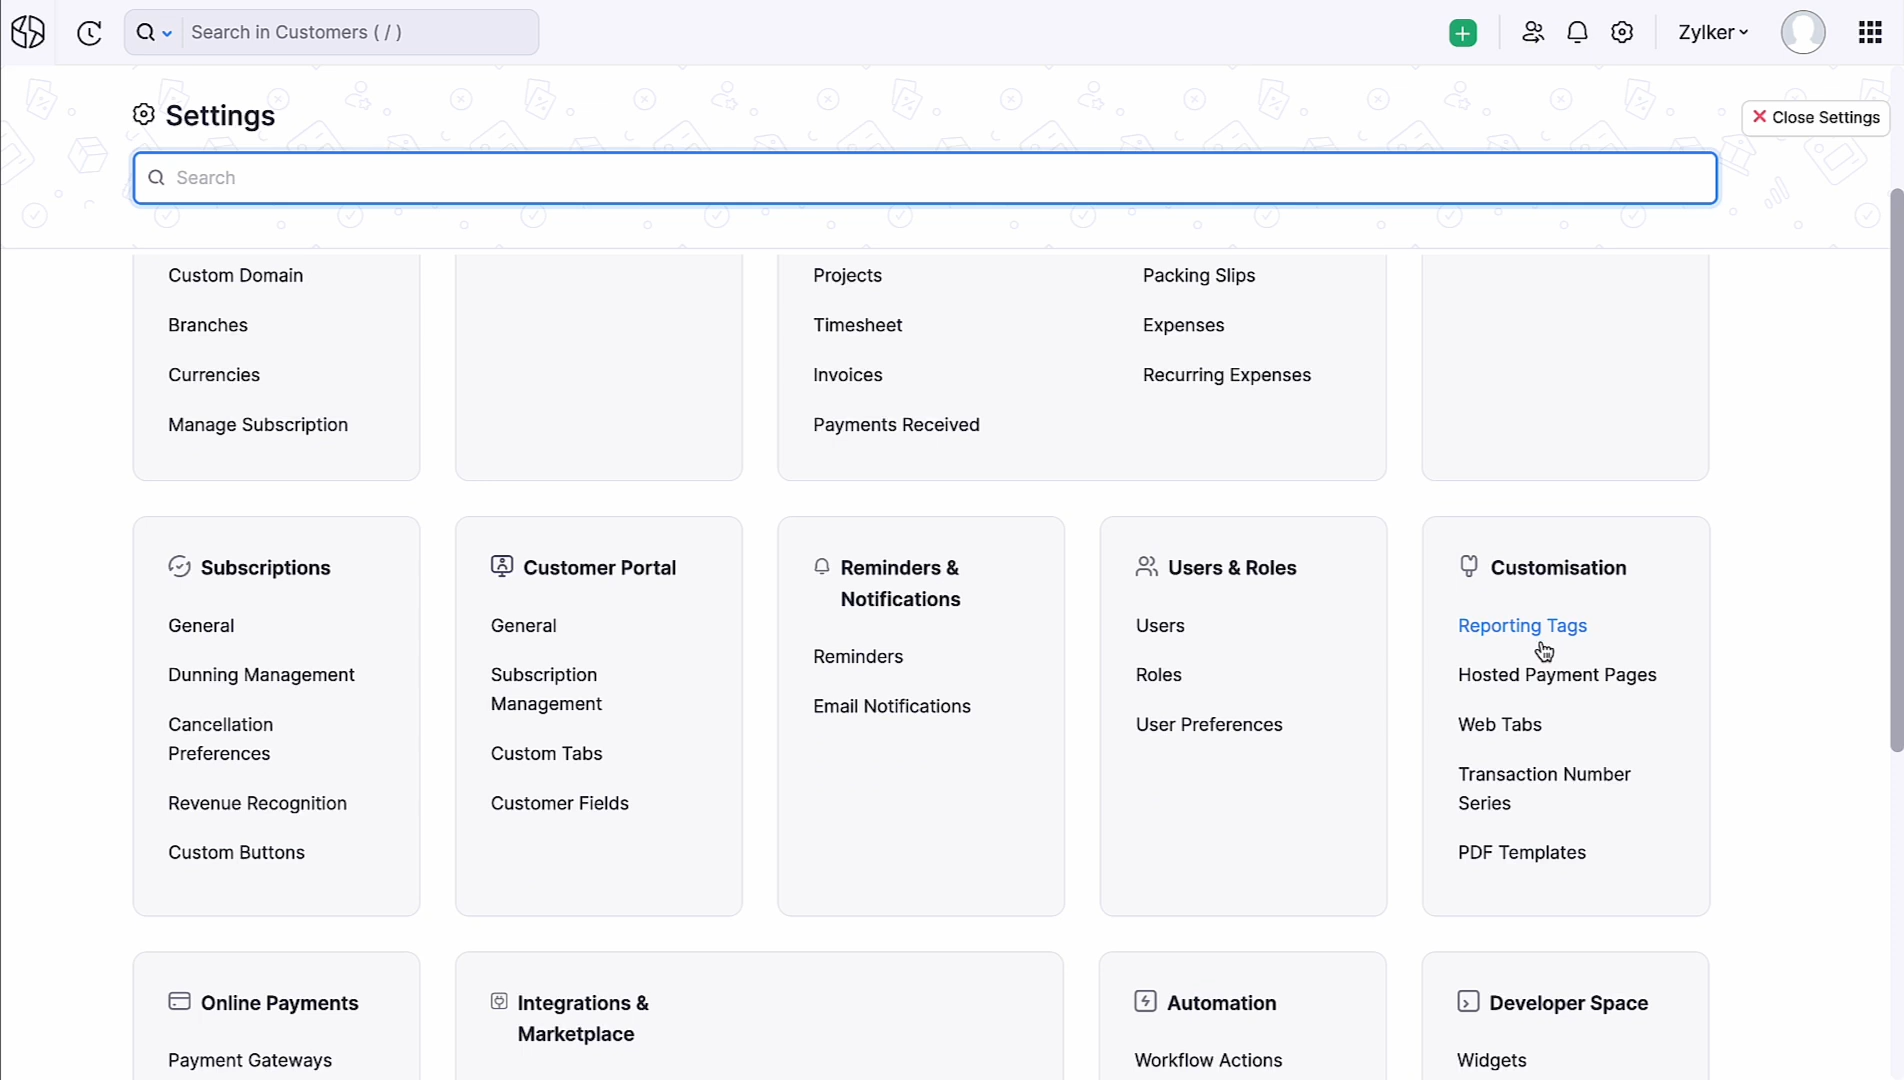 Search in Customers ( / )
Zylker
Settings
Close Settings
Search
Custom Domain
Branches
Currencies
Manage Subscription
Projects
Timesheet
Invoices
Payments Received
Packing Slips
Expenses
Recurring Expenses
Subscriptions
General
Dunning Management
Cancellation
Preferences
Revenue Recognition
Custom Buttons
Customer Portal
General
Subscription
Management
Custom Tabs
Customer Fields
Reminders &
Notifications
Reminders
Email Notifications
Users & Roles
Users
Roles
User Preferences
Customisation
Reporting Tags
Hosted Payment Pages
Web Tabs
Transaction Number
Series
PDF Templates
Online Payments
Payment Gateways
Integrations &
Marketplace
Automation
Workflow Actions
Developer Space
Widgets